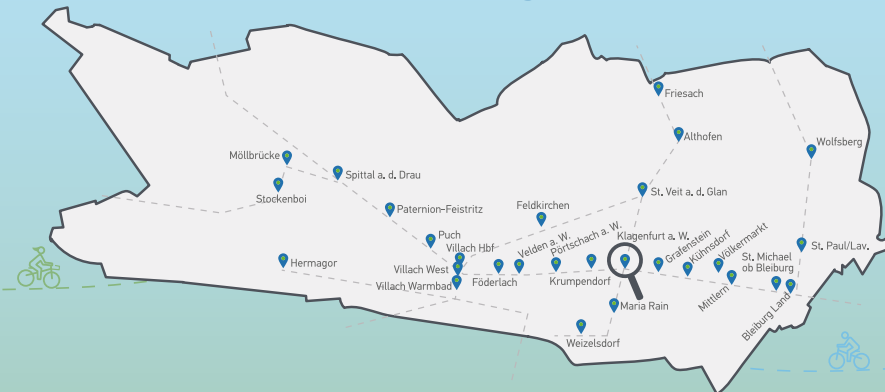 Friesach
Althofen
Wolfsberg
Möllbrücke
Spittal a. d. Drau
Stockenboi
St. Veit a. d. Glan
Paternion–Feistritz
Feldkirchen
Puch
Villach Hbf
Velden a. W.
Pörtschach a. W.
Klagenfurt a. W.
Grafenstein
Kühnsdorf
Völkermarkt
St. Paul/Lav.
Hermagor
Villach West
Villach Warmbad
Föderlach
Krumpendorf
St. Michael
ob Bleiburg
Mittlern
Bleiburg Land
Maria Rain
Weizelsdorf